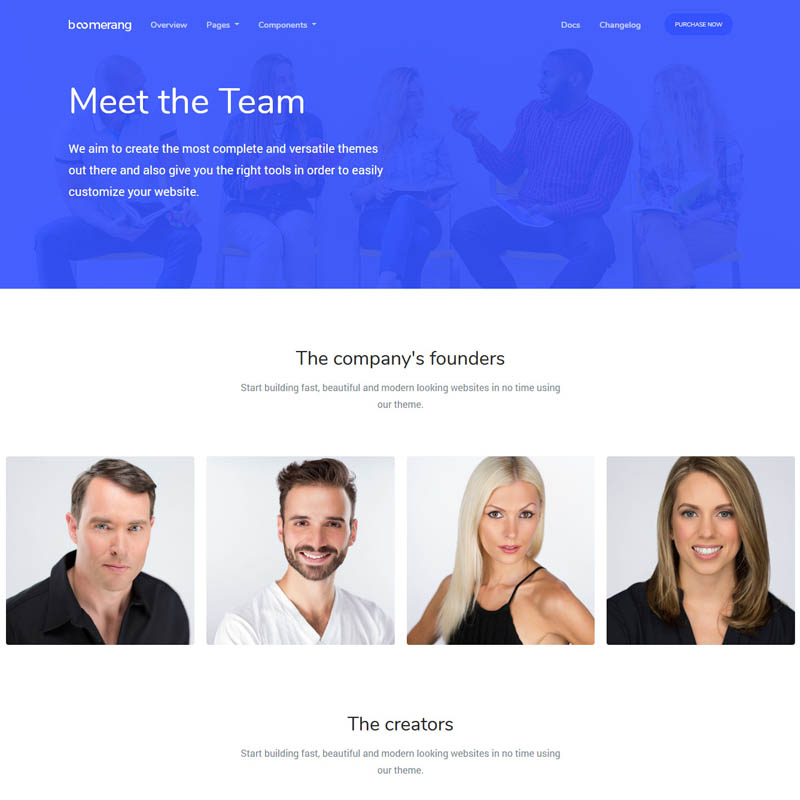 boomerang Overview Pages Components Docs Changelog PURCHASE NOW
Meet the Team
We aim to create the most complete and versatile themes
out there and also give you the right tools in order to easily
customize your website.
The company's founders
Start building fast, beautiful and modern looking websites in no time using
our theme.
The creators
Start building fast, beautiful and modern looking websites in no time using
our theme.